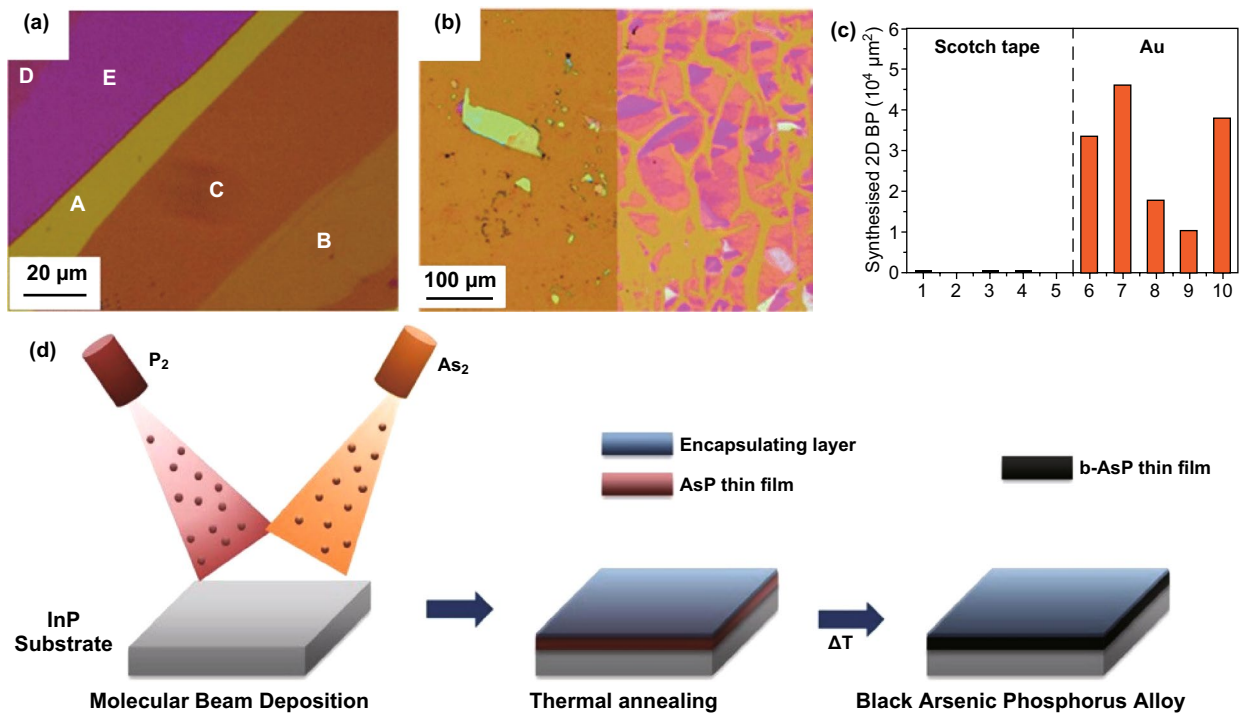 (a)
D
E
A
C
B
20 µm
(b)
100 µm
(c)
Synthesised 2D BP (10⁴ µm²)
6
5
4
3
2
1
0
Scotch tape
Au
1 2 3 4 5 6 7 8 9 10
(d)
P₂
As₂
Encapsulating layer
AsP thin film
b-AsP thin film
InP
Substrate
ΔT
Molecular Beam Deposition
Thermal annealing
Black Arsenic Phosphorus Alloy